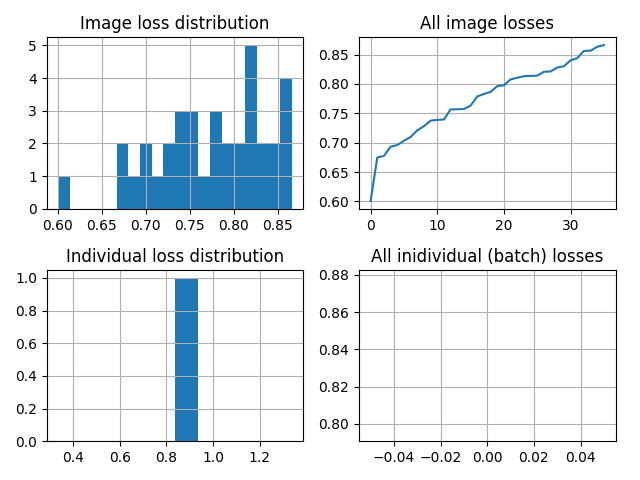 Image loss distribution
All image losses
5
4
3
2
1
0
0.60 0.65 0.70 0.75 0.80 0.85
0.85
0.80
0.75
0.70
0.65
0.60
0 10 20 30
Individual loss distribution
All inidividual (batch) losses
1.0
0.8
0.6
0.4
0.2
0.0
0.4 0.6 0.8 1.0 1.2
0.88
0.86
0.84
0.82
0.80
−0.04 −0.02 0.00 0.02 0.04